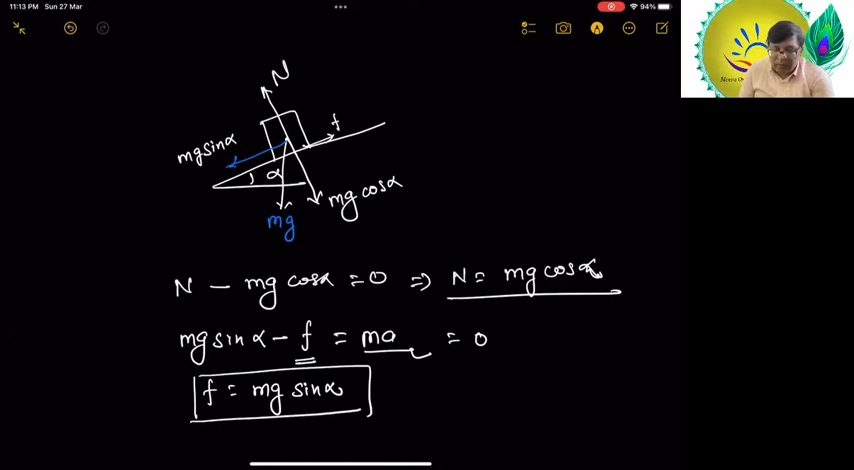 11:13 PM Sun 27 Mar
94%
N
f
mg sinα
α
mg cosα
mg
N - mg cosα = 0 ⇒ N = mg cosα
mg sin α - f = ma = 0
f = mg sinα